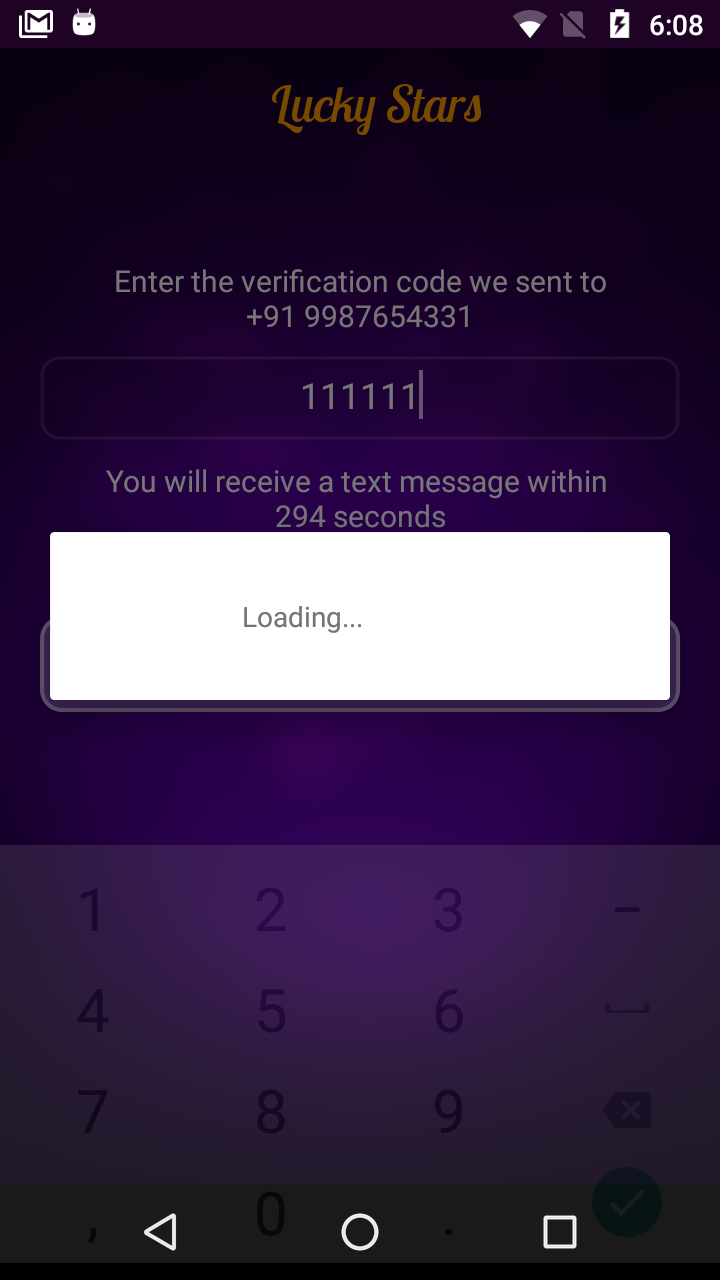 6:08
Lucky Stars
Enter the verification code we sent to
+91 9987654331
111111
You will receive a text message within
294 seconds
Loading...
1 2 3 –
4 5 6
7 8 9
, 0 .